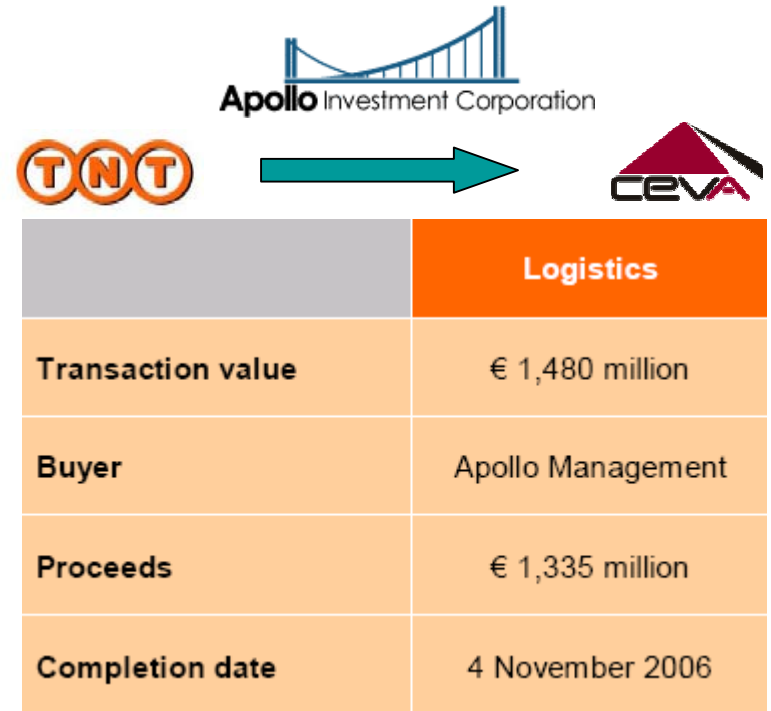 Apollo Investment Corporation
TNT
CEVA
Logistics
Transaction value € 1,480 million
Buyer Apollo Management
Proceeds € 1,335 million
Completion date 4 November 2006